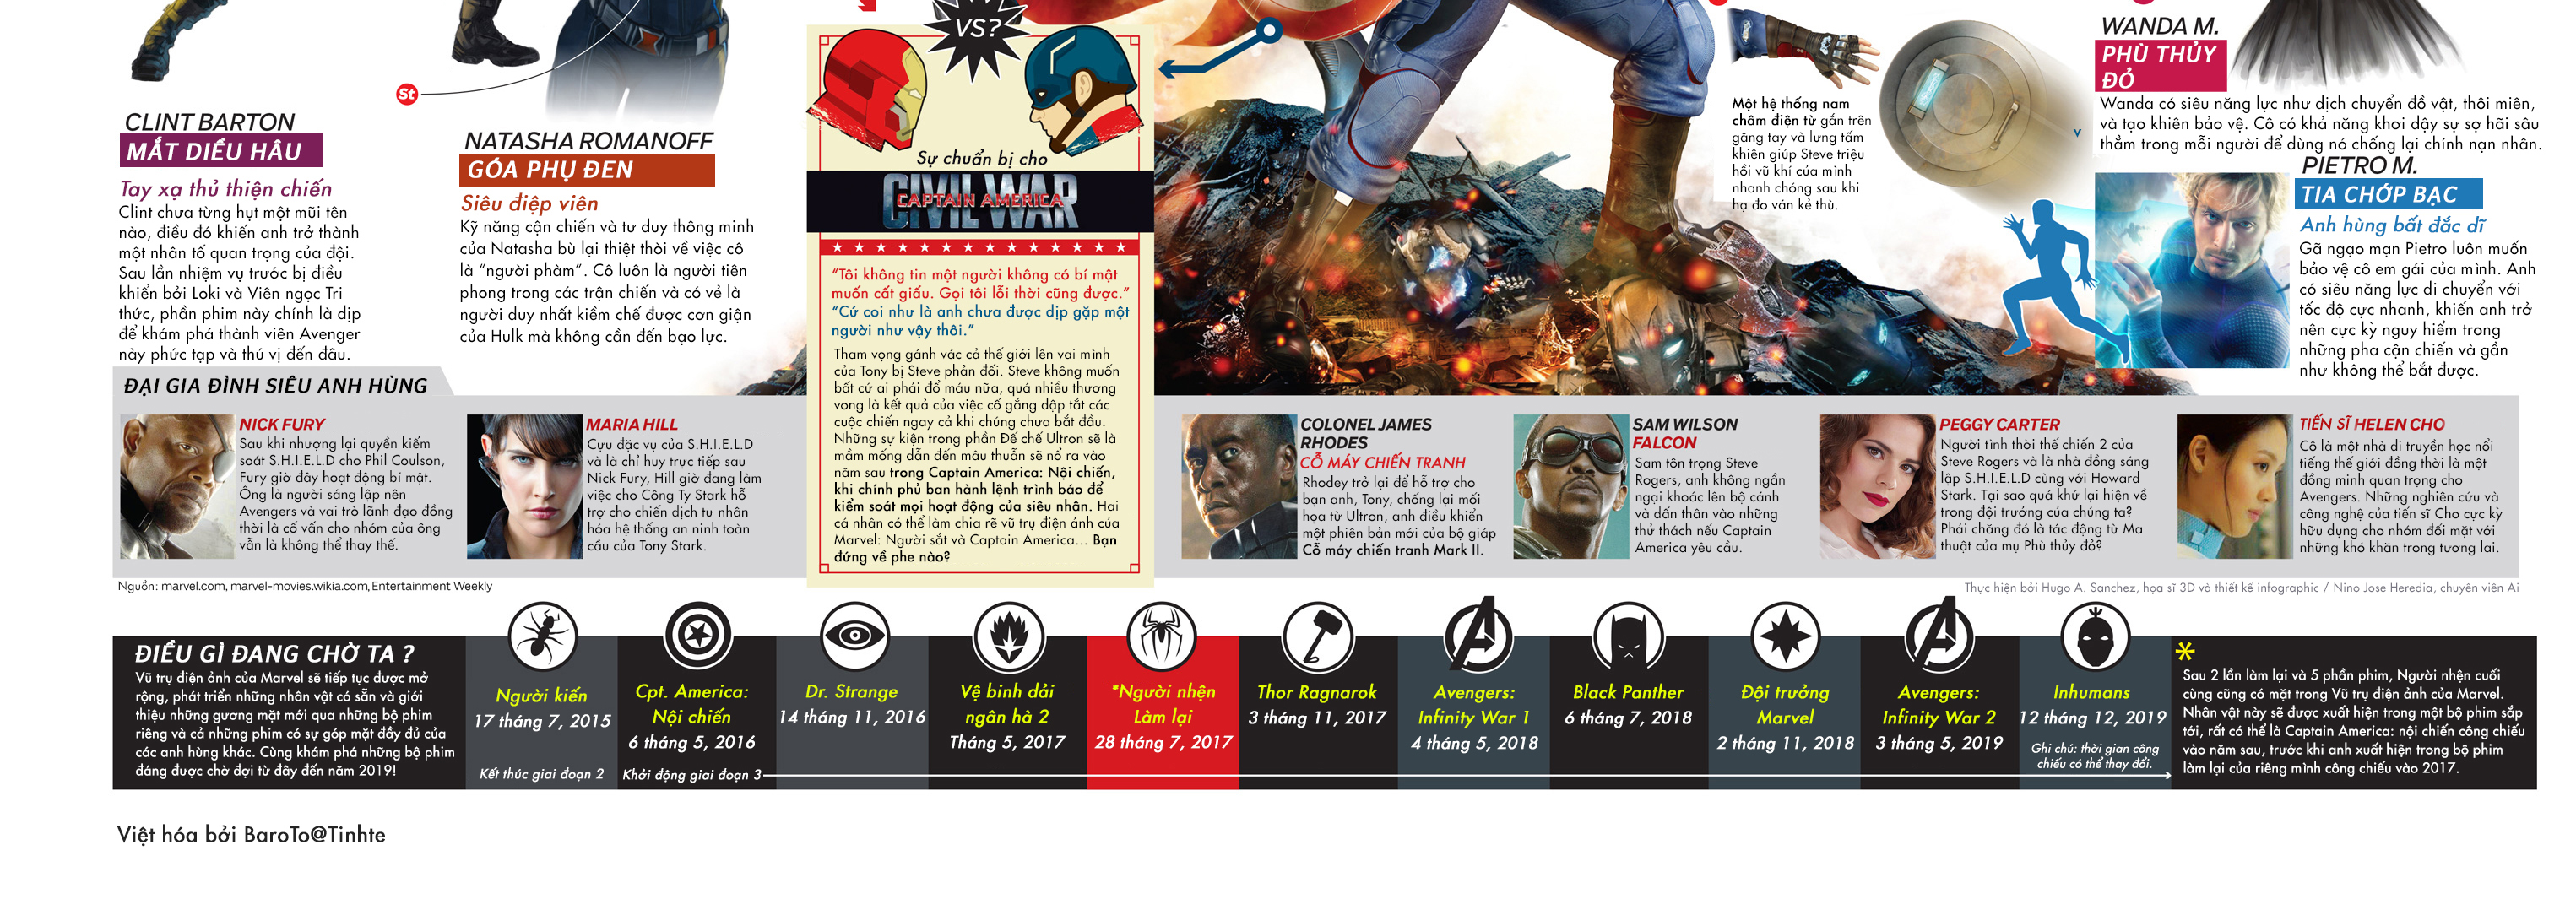 CLINT BARTON
MẮT DIỀU HÂU
Tay xạ thủ thiện chiến
Clint chưa từng hụt một mũi tên
nào, điều đó khiến anh trở thành
một nhân tố quan trọng của đội.
Sau lần nhiệm vụ trước bị điều
khiển bởi Loki và Viên ngọc Tri
thức, phần phim này chính là dịp
để khám phá thành viên Avenger
này phức tạp và thú vị đến đâu.
St
NATASHA ROMANOFF
GÓA PHỤ ĐEN
Siêu điệp viên
Kỹ năng cận chiến và tư duy thông minh
của Natasha bù lại thiệt thòi về việc cô
là “người phàm”. Cô luôn là người tiên
phong trong các trận chiến và có vẻ là
người duy nhất kiềm chế được cơn giận
của Hulk mà không cần đến bạo lực.
VS?
Sự chuẩn bị cho
CIVIL WAR
CAPTAIN AMERICA
“Tôi không tin một người không có bí mật
muốn cất giấu. Gọi tôi lỗi thời cũng được.”
“Cứ coi như là anh chưa được dịp gặp một
người như vậy thôi.”
Tham vọng gánh vác cả thế giới lên vai mình
của Tony bị Steve phản đối. Steve không muốn
bất cứ ai phải đổ máu nữa, quá nhiều thương
vong là kết quả của việc cố gắng dập tắt các
cuộc chiến ngay cả khi chúng chưa bắt đầu.
Những sự kiện trong phần Đế chế Ultron sẽ là
mầm mống dẫn đến mâu thuẫn sẽ nổ ra vào
năm sau trong Captain America: Nội chiến,
khi chính phủ ban hành lệnh trình báo để
kiểm soát mọi hoạt động của siêu nhân. Hai
cá nhân có thể làm chia rẽ vũ trụ điện ảnh của
Marvel: Người sắt và Captain America... Bạn
đứng về phe nào?
Một hệ thống nam
châm điện từ gắn trên
găng tay và lưng tấm
khiên giúp Steve triệu
hồi vũ khí của mình
nhanh chóng sau khi
hạ đo ván kẻ thù.
WANDA M.
PHÙ THỦY
ĐỎ
Wanda có siêu năng lực như dịch chuyển đồ vật, thôi miên,
và tạo khiên bảo vệ. Cô có khả năng khơi dậy sự sợ hãi sâu
thẳm trong mỗi người để dùng nó chống lại chính nạn nhân.
PIETRO M.
TIA CHỚP BẠC
Anh hùng bất đắc dĩ
Gã ngạo mạn Pietro luôn muốn
bảo vệ cô em gái của mình. Anh
có siêu năng lực di chuyển với
tốc độ cực nhanh, khiến anh trở
nên cực kỳ nguy hiểm trong
những pha cận chiến và gần
như không thể bắt được.
ĐẠI GIA ĐÌNH SIÊU ANH HÙNG
NICK FURY
Sau khi nhượng lại quyền kiểm
soát S.H.I.E.L.D cho Phil Coulson,
Fury giờ đây hoạt động bí mật.
Ông là người sáng lập nên
Avengers và vai trò lãnh đạo đồng
thời là cố vấn cho nhóm của ông
vẫn là không thể thay thế.
MARIA HILL
Cựu đặc vụ của S.H.I.E.L.D
và là chỉ huy trực tiếp sau
Nick Fury, Hill giờ đang làm
việc cho Công Ty Stark hỗ
trợ cho chiến dịch tư nhân
hóa hệ thống an ninh toàn
cầu của Tony Stark.
COLONEL JAMES
RHODES
CỖ MÁY CHIẾN TRANH
Rhodey trở lại để hỗ trợ cho
bạn anh, Tony, chống lại mối
họa từ Ultron, anh điều khiển
một phiên bản mới của bộ giáp
Cỗ máy chiến tranh Mark II.
SAM WILSON
FALCON
Sam tôn trọng Steve
Rogers, anh không ngần
ngại khoác lên bộ cánh
và dấn thân vào những
thử thách nếu Captain
America yêu cầu.
PEGGY CARTER
Người tình thời thế chiến 2 của
Steve Rogers và là nhà đồng sáng
lập S.H.I.E.L.D cùng với Howard
Stark. Tại sao quá khứ lại hiện về
trong đội trưởng của chúng ta?
Phải chăng đó là tác động từ Ma
thuật của mụ Phù thủy đỏ?
TIẾN SĨ HELEN CHO
Cô là một nhà di truyền học nổi
tiếng thế giới đồng thời là một
đồng minh quan trọng cho
Avengers. Những nghiên cứu và
công nghệ của tiến sĩ Cho cực kỳ
hữu dụng cho nhóm đối mặt với
những khó khăn trong tương lai.
Nguồn: marvel.com, marvel-movies.wikia.com, Entertainment Weekly
Thực hiện bởi Hugo A. Sanchez, họa sĩ 3D và thiết kế infographic / Nino Jose Heredia, chuyên viên Ai
ĐIỀU GÌ ĐANG CHỜ TA ?
Vũ trụ điện ảnh của Marvel sẽ tiếp tục được mở
rộng, phát triển những nhân vật có sẵn và giới
thiệu những gương mặt mới qua những bộ phim
riêng và cả những phim có sự góp mặt đầy đủ của
các anh hùng khác. Cùng khám phá những bộ phim
đáng được chờ đợi từ đây đến năm 2019!
Người kiến
17 tháng 7, 2015
Kết thúc giai đoạn 2
Cpt. America:
Nội chiến
6 tháng 5, 2016
Khởi động giai đoạn 3
Dr. Strange
14 tháng 11, 2016
Vệ binh dải
ngân hà 2
Tháng 5, 2017
*Người nhện
Làm lại
28 tháng 7, 2017
Thor Ragnarok
3 tháng 11, 2017
Avengers:
Infinity War 1
4 tháng 5, 2018
Black Panther
6 tháng 7, 2018
Đội trưởng
Marvel
2 tháng 11, 2018
Avengers:
Infinity War 2
3 tháng 5, 2019
Inhumans
12 tháng 12, 2019
Ghi chú: thời gian công
chiếu có thể thay đổi.
*
Sau 2 lần làm lại và 5 phần phim, Người nhện cuối
cùng cũng có mặt trong Vũ trụ điện ảnh của Marvel.
Nhân vật này sẽ được xuất hiện trong một bộ phim sắp
tới, rất có thể là Captain America: nội chiến công chiếu
vào năm sau, trước khi anh xuất hiện trong bộ phim
làm lại của riêng mình công chiếu vào 2017.
Việt hóa bởi BaroTo@Tinhte